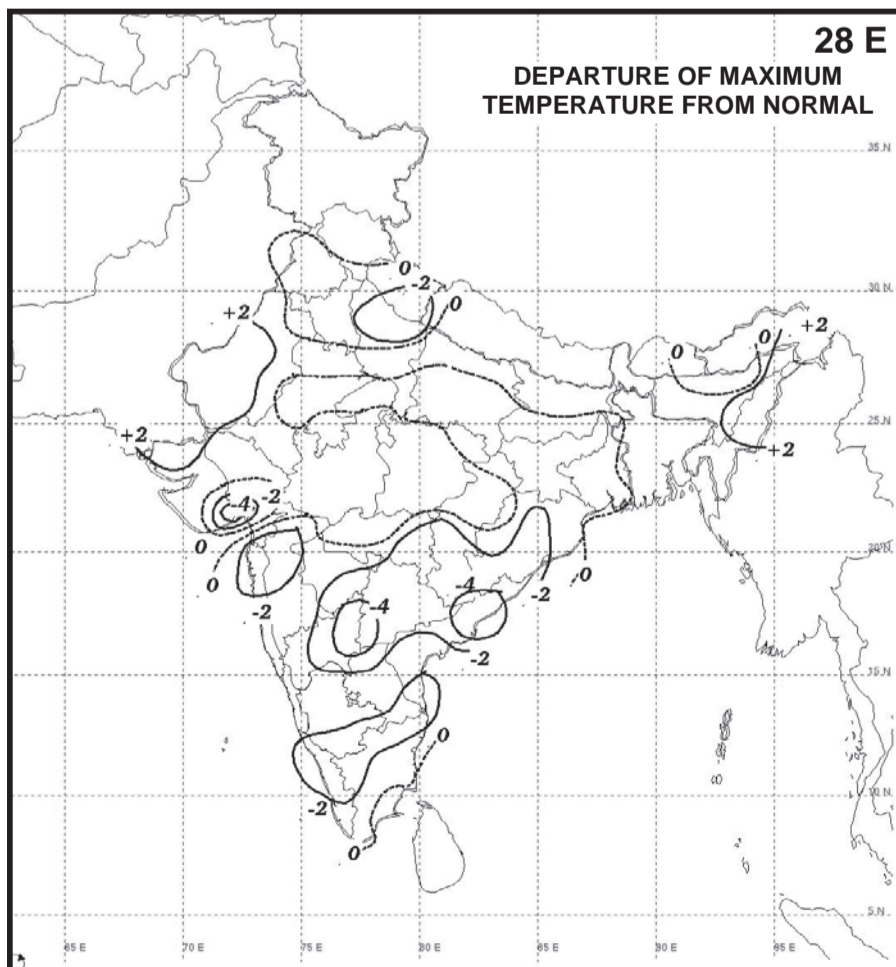 28 E
DEPARTURE OF MAXIMUM
TEMPERATURE FROM NORMAL
35 N
0
-2
30 N
0
+2
+2
0
0
25 N
+2
+2
-2
-4
0
20 N
0
-4
0
-2
-2
-4
-2
15 N
0
10 N
-2
0
5 N
65 E
70 E
75 E
80 E
85 E
90 E
95 E